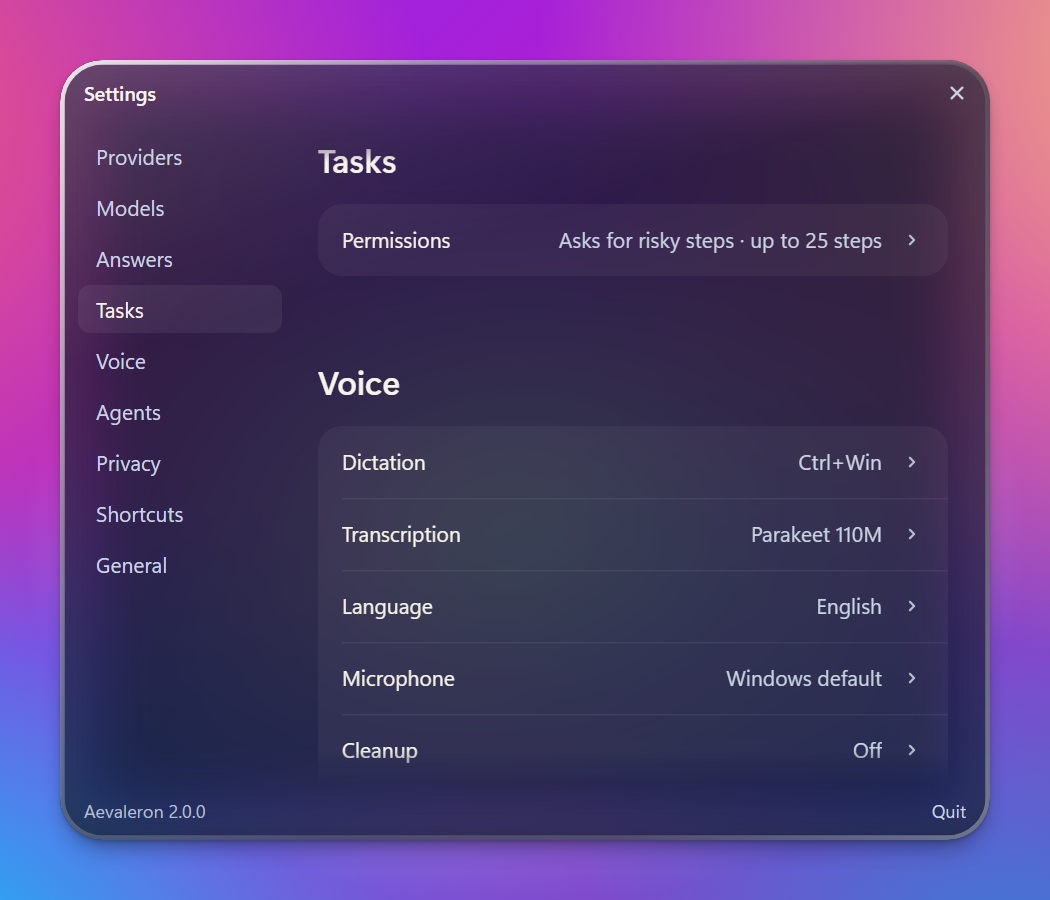 Settings
Providers
Models
Answers
Tasks
Voice
Agents
Privacy
Shortcuts
General
Tasks
Permissions Asks for risky steps · up to 25 steps
Voice
Dictation Ctrl+Win
Transcription Parakeet 110M
Language English
Microphone Windows default
Cleanup Off
Aevaleron 2.0.0
Quit